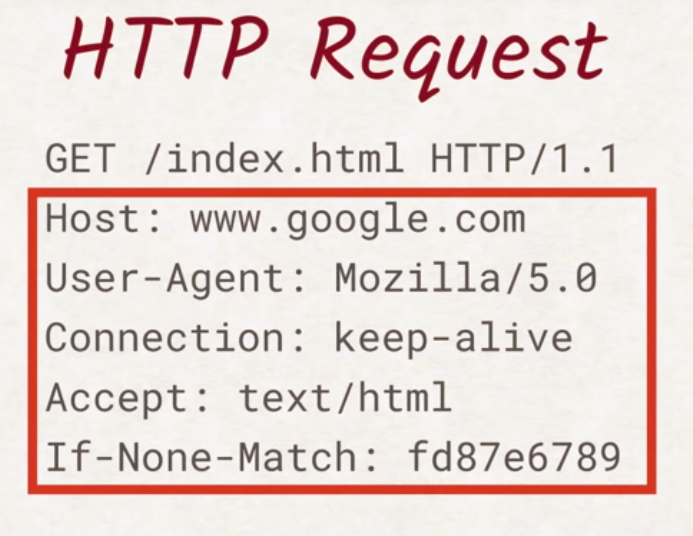 HTTP Request
GET /index.html HTTP/1.1
Host: www.google.com
User-Agent: Mozilla/5.0
Connection: keep-alive
Accept: text/html
If-None-Match: fd87e6789